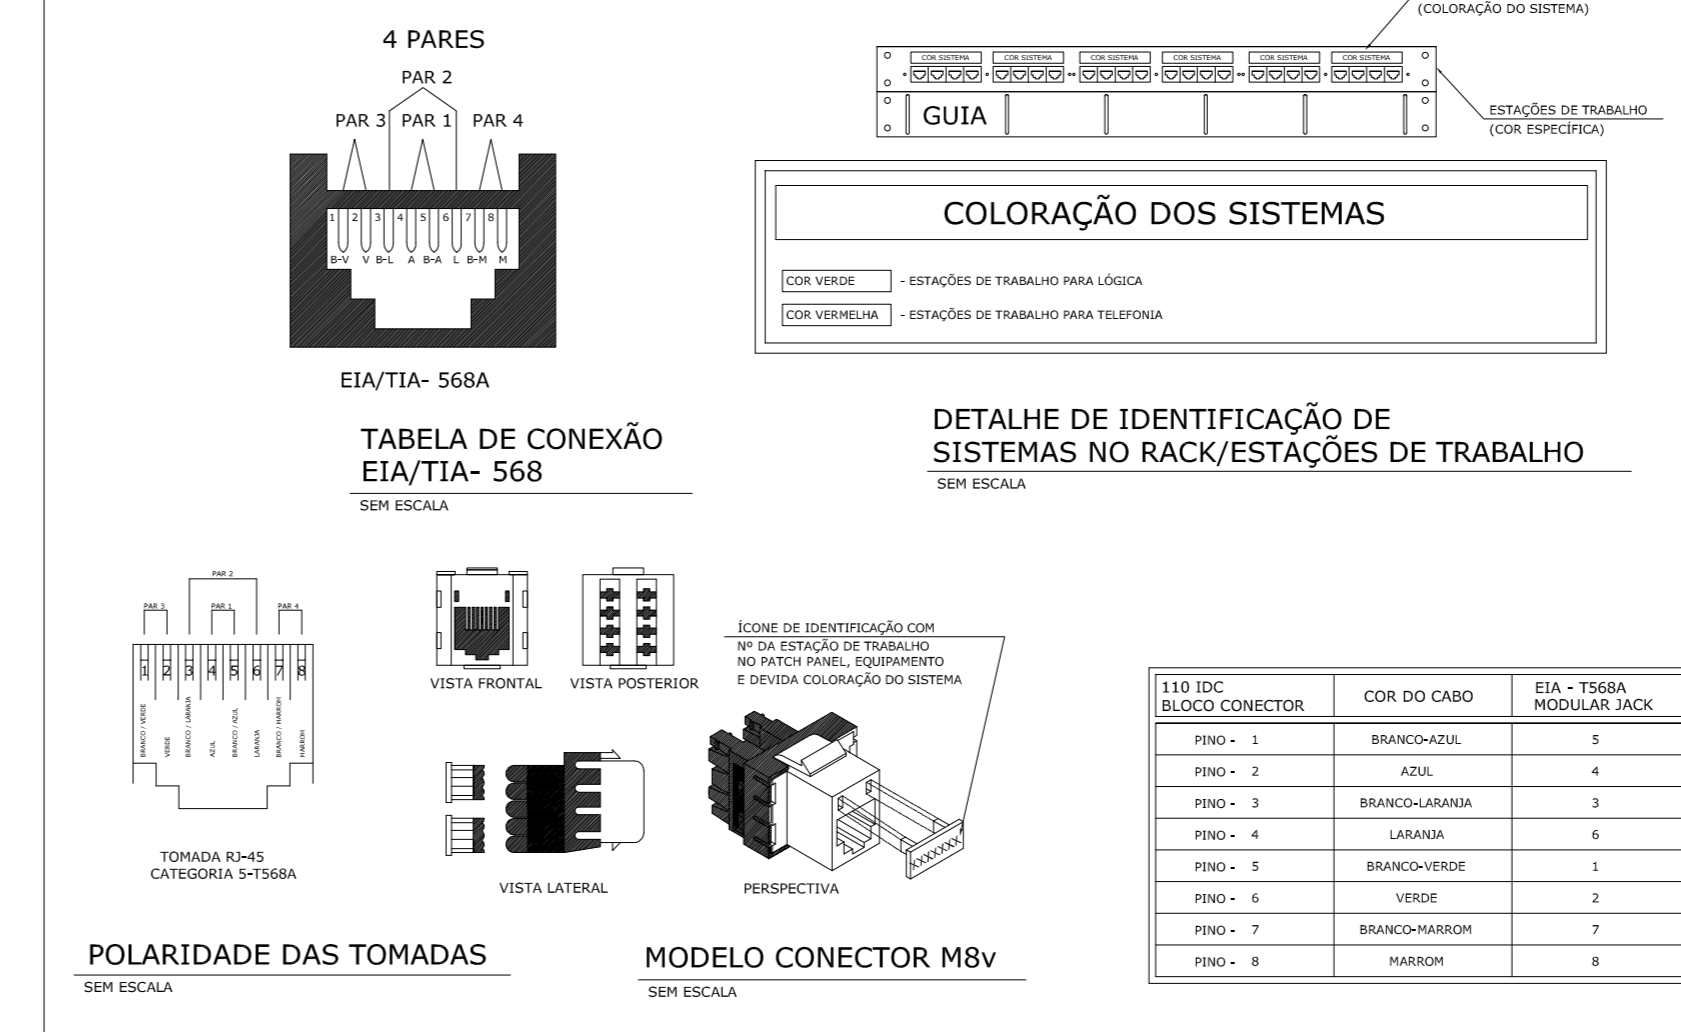 4 PARES
PAR 2
PAR 3 PAR 1 PAR 4
1 2 3 4 5 6 7 8
B-V V B-L A B-A L B-M M
EIA/TIA- 568A
TABELA DE CONEXÃO
EIA/TIA- 568
SEM ESCALA
(COLORAÇÃO DO SISTEMA)
COR SISTEMA COR SISTEMA COR SISTEMA COR SISTEMA COR SISTEMA COR SISTEMA
GUIA
ESTAÇÕES DE TRABALHO
(COR ESPECÍFICA)
COLORAÇÃO DOS SISTEMAS
COR VERDE - ESTAÇÕES DE TRABALHO PARA LÓGICA
COR VERMELHA - ESTAÇÕES DE TRABALHO PARA TELEFONIA
DETALHE DE IDENTIFICAÇÃO DE
SISTEMAS NO RACK/ESTAÇÕES DE TRABALHO
SEM ESCALA
PAR 2
PAR 3 PAR 1 PAR 4
1 2 3 4 5 6 7 8
BRANCO / VERDE
VERDE
BRANCO / LARANJA
AZUL
BRANCO / AZUL
LARANJA
BRANCO / HARROM
HARROM
TOMADA RJ-45
CATEGORIA 5-T568A
POLARIDADE DAS TOMADAS
SEM ESCALA
VISTA FRONTAL VISTA POSTERIOR
ÍCONE DE IDENTIFICAÇÃO COM
Nº DA ESTAÇÃO DE TRABALHO
NO PATCH PANEL, EQUIPAMENTO
E DEVIDA COLORAÇÃO DO SISTEMA
XXXXXXX
VISTA LATERAL
PERSPECTIVA
MODELO CONECTOR M8v
SEM ESCALA
110 IDC
BLOCO CONECTOR
COR DO CABO
EIA - T568A
MODULAR JACK
PINO - 1 BRANCO-AZUL 5
PINO - 2 AZUL 4
PINO - 3 BRANCO-LARANJA 3
PINO - 4 LARANJA 6
PINO - 5 BRANCO-VERDE 1
PINO - 6 VERDE 2
PINO - 7 BRANCO-MARROM 7
PINO - 8 MARROM 8